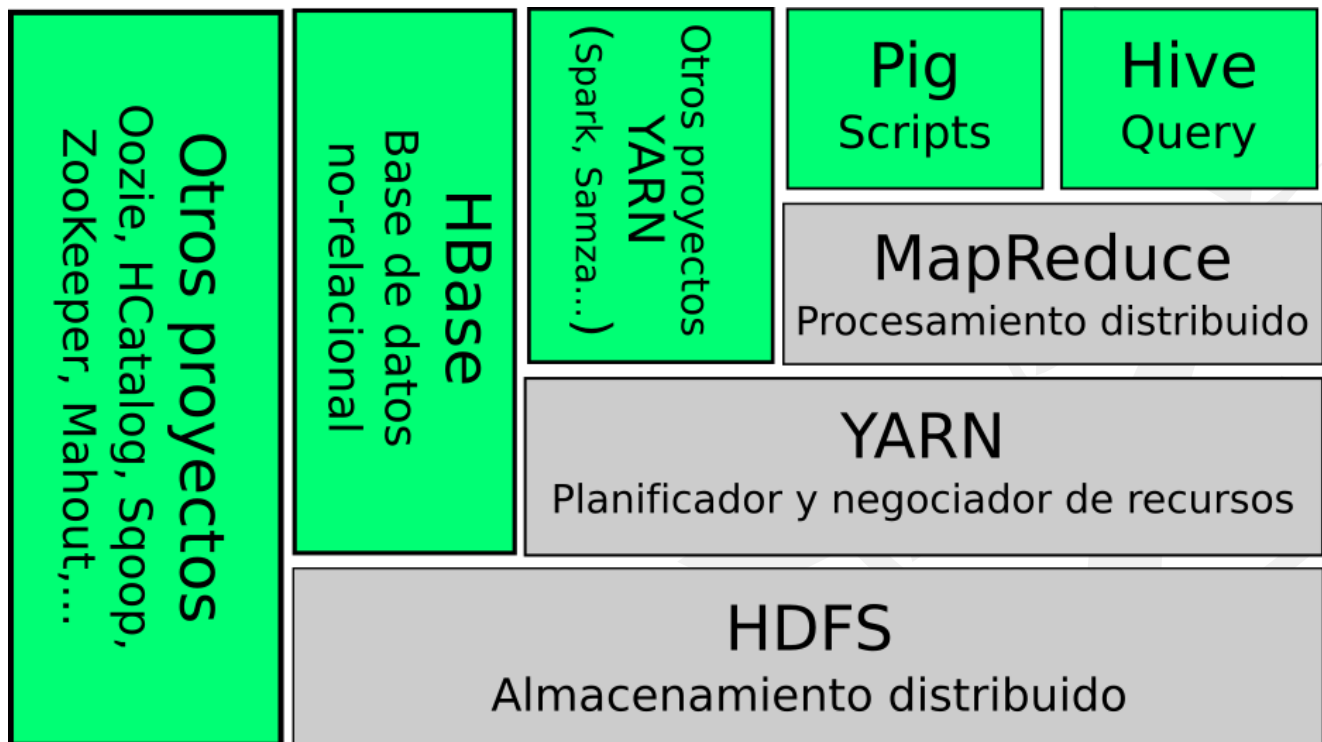 Otros proyectos
Oozie, HCatalog, Sqoop,
ZooKeeper, Mahout,...
HBase
Base de datos
no-relacional
Otros proyectos
YARN
(Spark, Samza...)
Pig
Scripts
Hive
Query
MapReduce
Procesamiento distribuido
YARN
Planificador y negociador de recursos
HDFS
Almacenamiento distribuido